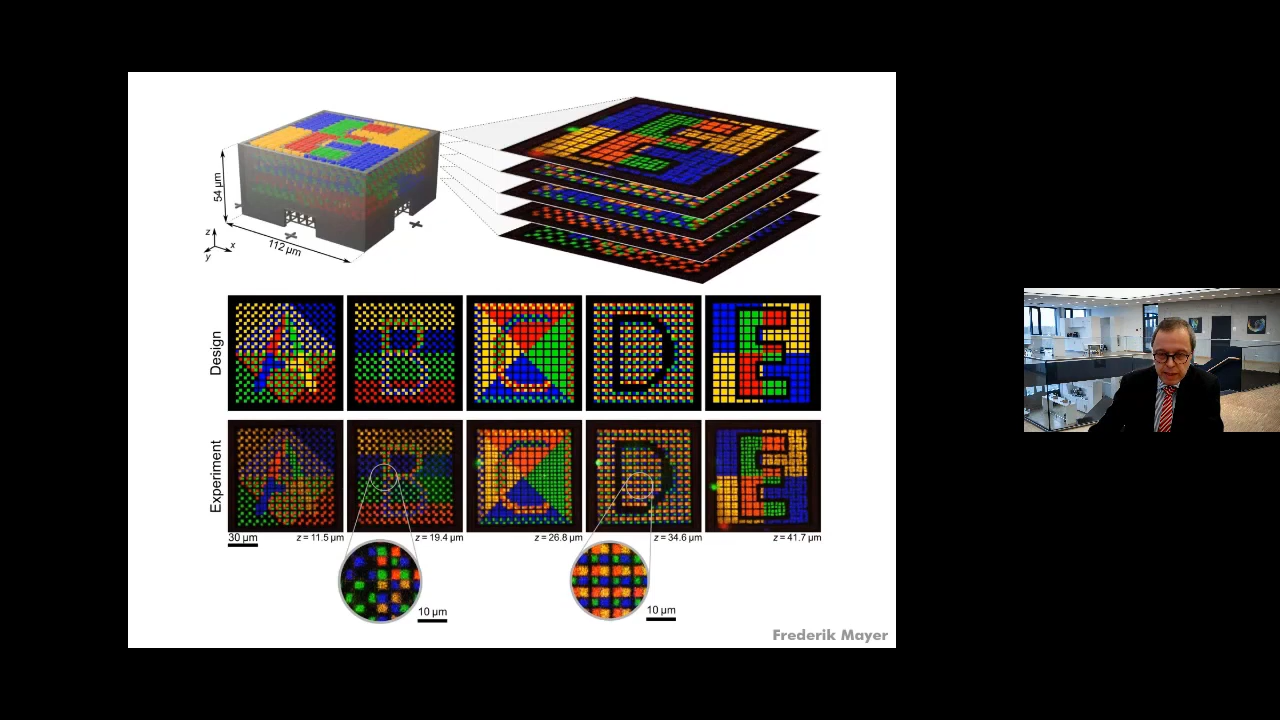 54 µm
112 µm
z
x
y
Design
A
B
C
D
E
Experiment
A
B
C
D
E
30 µm
z = 11.5 µm
z = 19.4 µm
z = 26.8 µm
z = 34.6 µm
z = 41.7 µm
10 µm
10 µm
Frederik Mayer